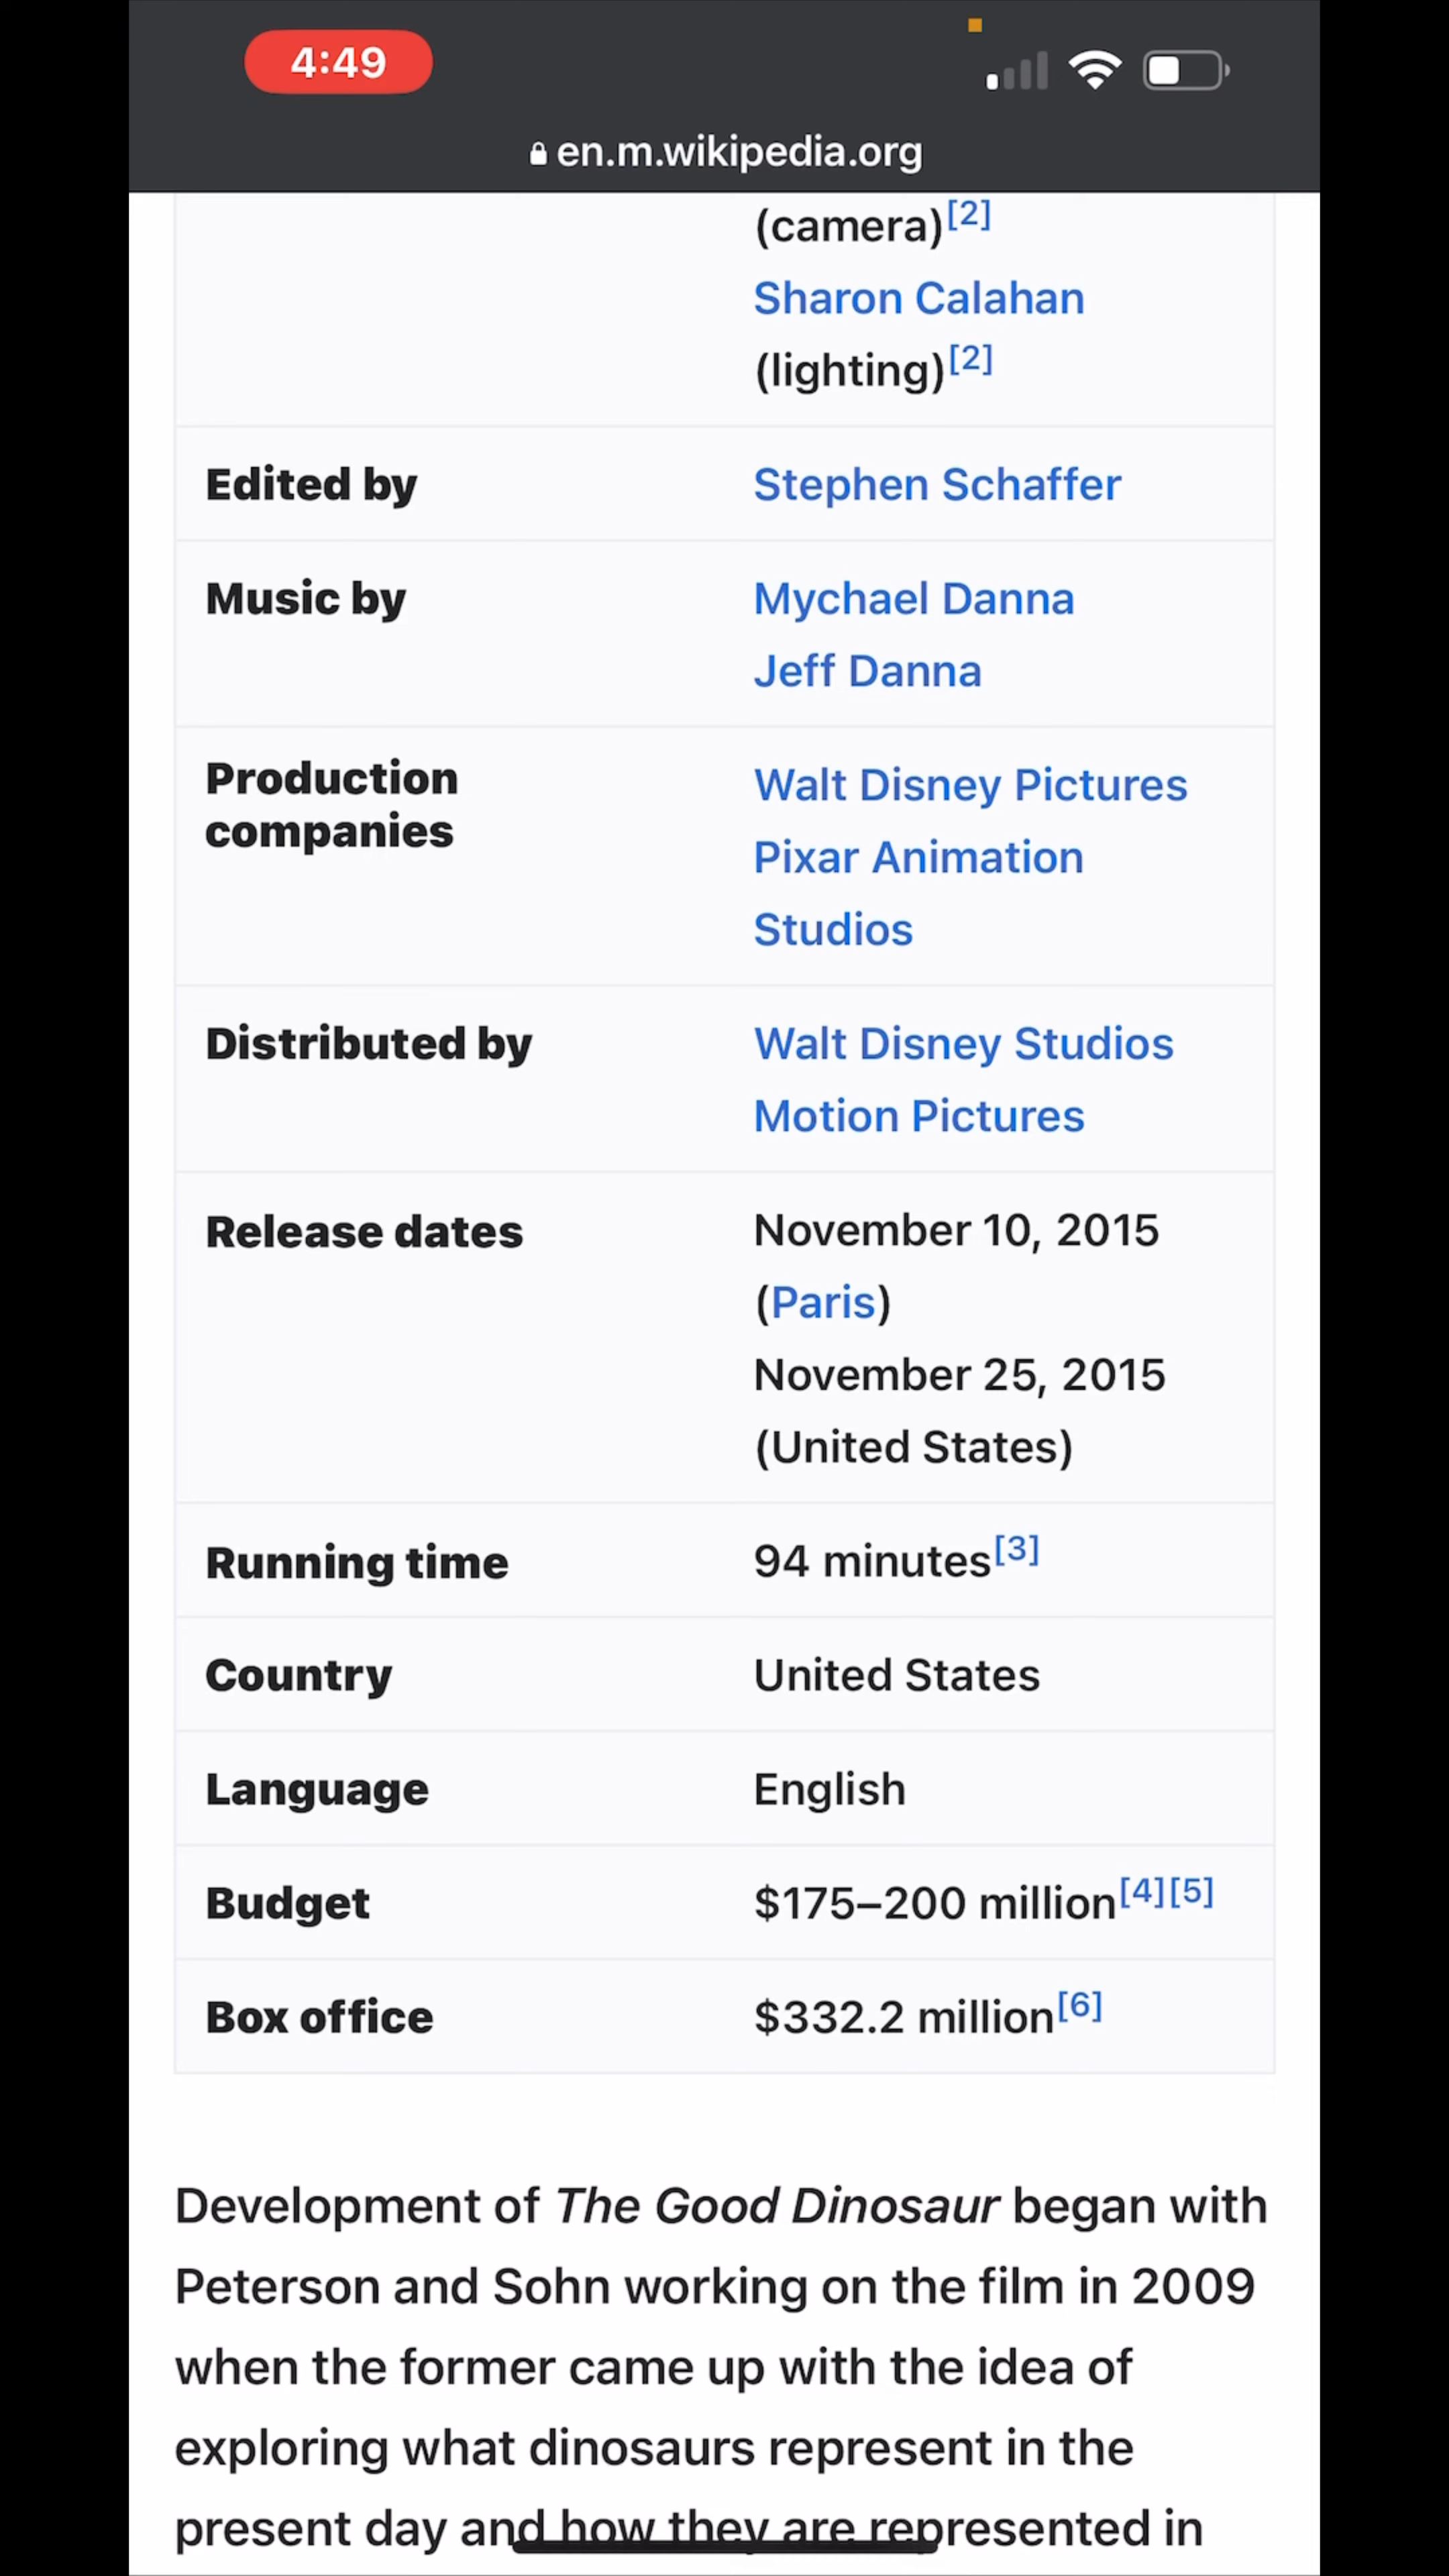 4:49
en.m.wikipedia.org
(camera)[2]
Sharon Calahan
(lighting)[2]
Edited by
Stephen Schaffer
Music by
Mychael Danna
Jeff Danna
Production
companies
Walt Disney Pictures
Pixar Animation
Studios
Distributed by
Walt Disney Studios
Motion Pictures
Release dates
November 10, 2015
(Paris)
November 25, 2015
(United States)
Running time
94 minutes[3]
Country
United States
Language
English
Budget
$175–200 million[4][5]
Box office
$332.2 million[6]
Development of The Good Dinosaur began with
Peterson and Sohn working on the film in 2009
when the former came up with the idea of
exploring what dinosaurs represent in the
present day and how they are represented in